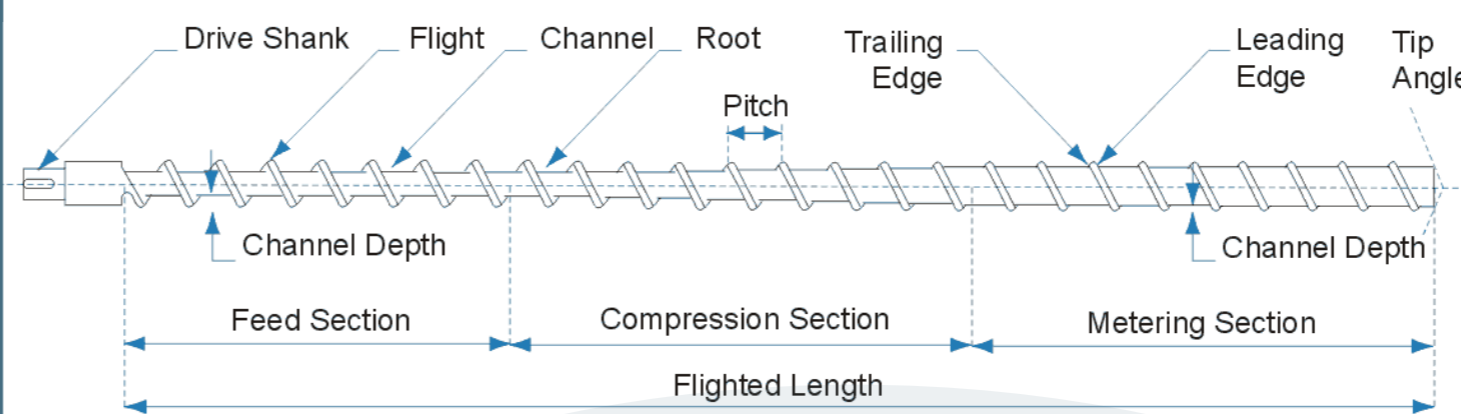 Drive Shank
Flight
Channel
Root
Trailing
Edge
Leading
Edge
Tip
Angle
Pitch
Channel Depth
Channel Depth
Feed Section
Compression Section
Metering Section
Flighted Length